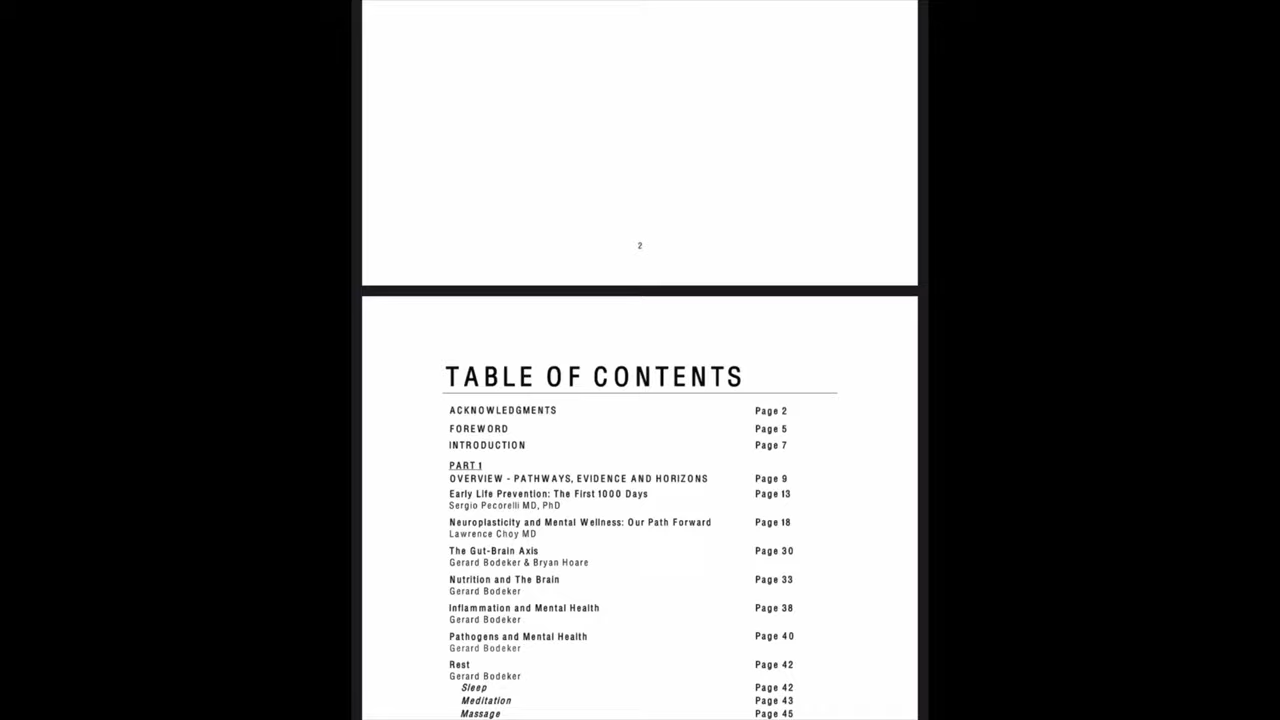 2
TABLE OF CONTENTS
ACKNOWLEDGMENTS Page 2
FOREWORD Page 5
INTRODUCTION Page 7
PART 1
OVERVIEW - PATHWAYS, EVIDENCE AND HORIZONS Page 9
Early Life Prevention: The First 1000 Days Page 13
Sergio Pecorelli MD, PhD
Neuroplasticity and Mental Wellness: Our Path Forward Page 18
Lawrence Choy MD
The Gut-Brain Axis Page 30
Gerard Bodeker & Bryan Hoare
Nutrition and The Brain Page 33
Gerard Bodeker
Inflammation and Mental Health Page 38
Gerard Bodeker
Pathogens and Mental Health Page 40
Gerard Bodeker
Rest Page 42
Gerard Bodeker
Sleep Page 42
Meditation Page 43
Massage Page 45